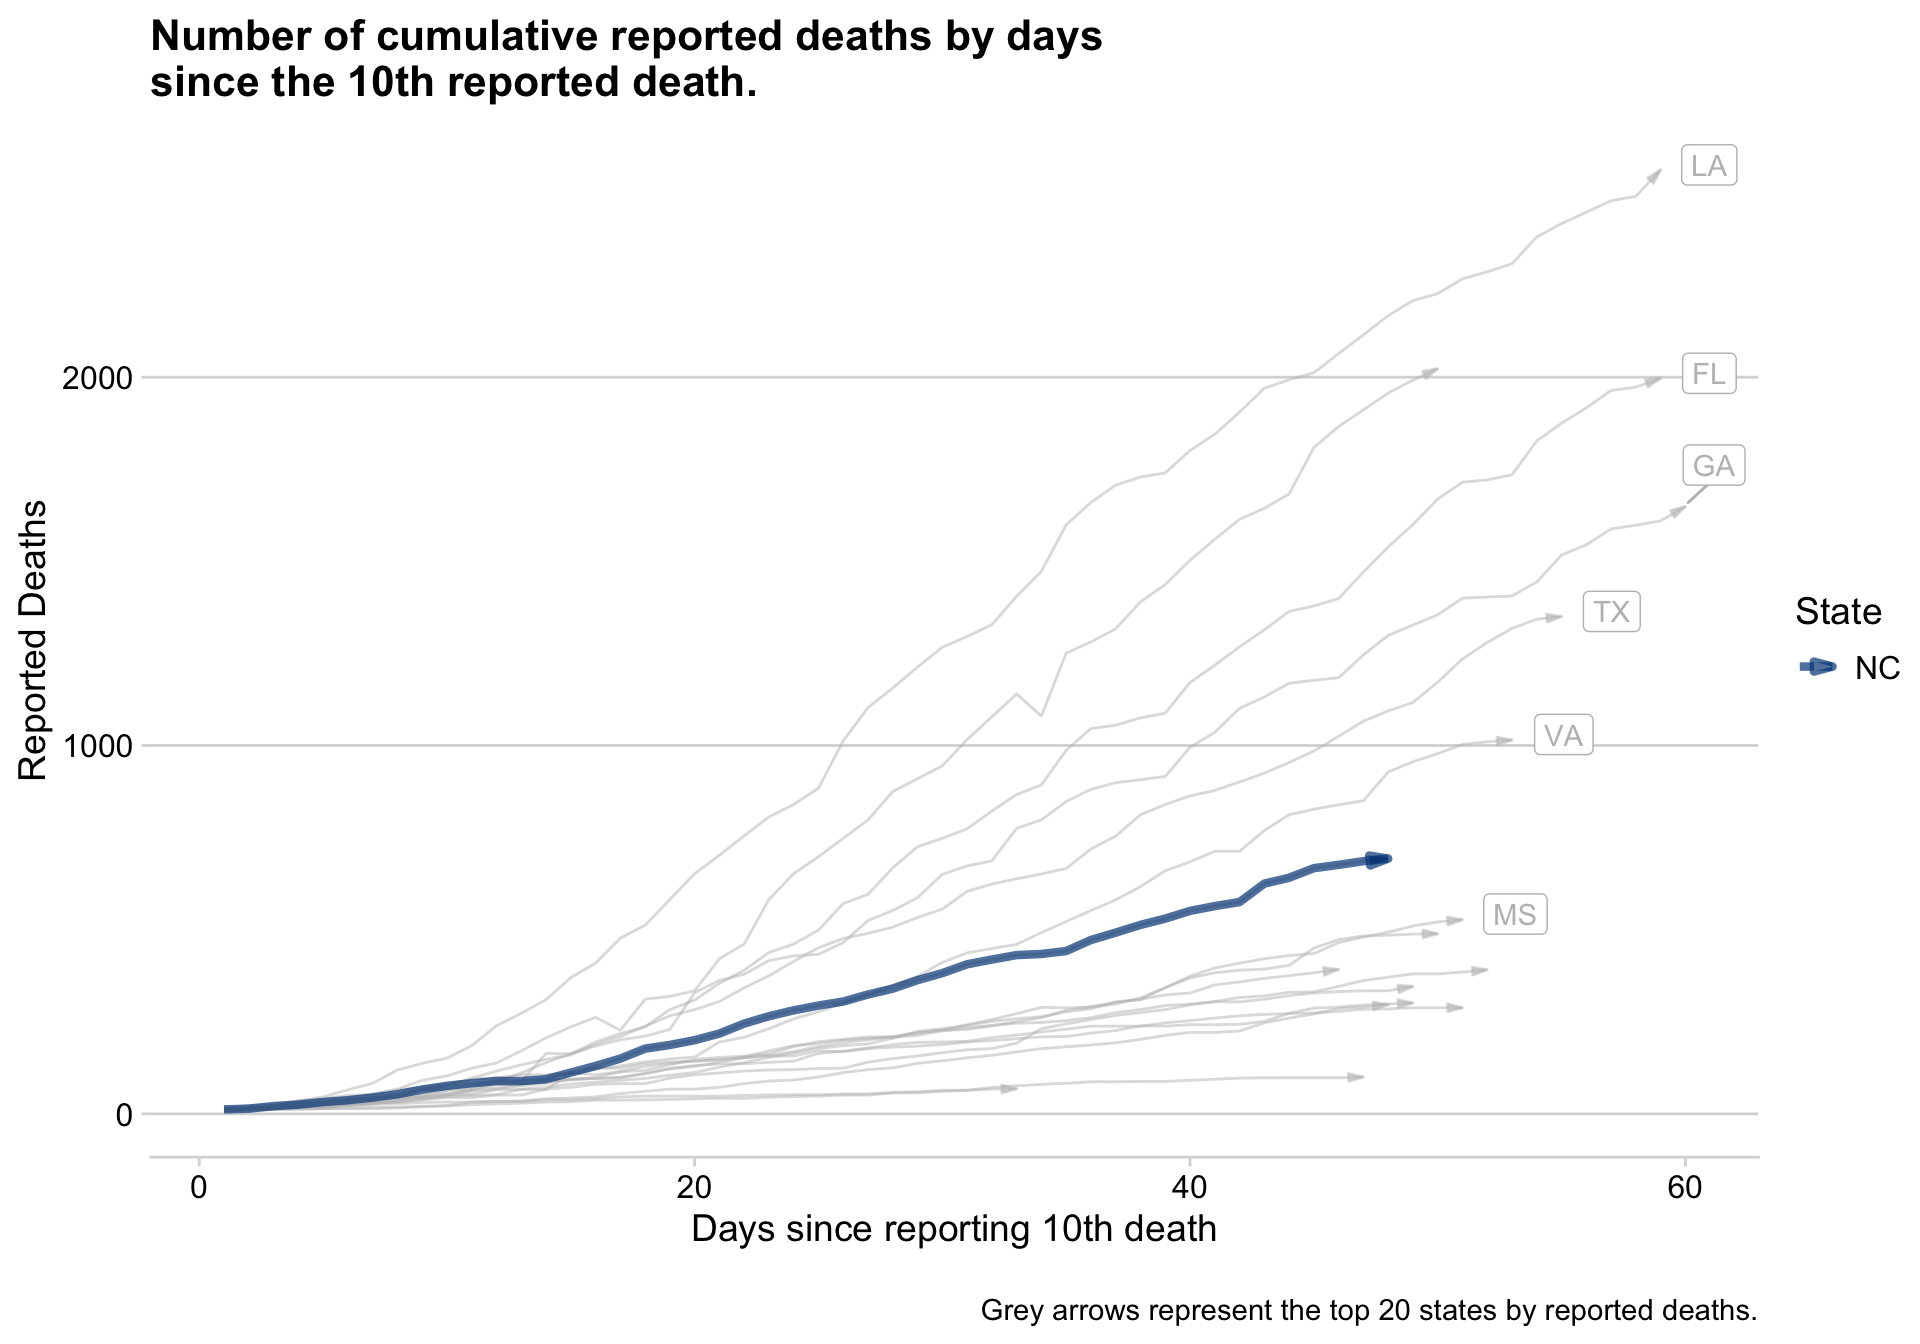 Number of cumulative reported deaths by days
since the 10th reported death.
LA
FL
GA
TX
VA
MS
2000
1000
0
Reported Deaths
0 20 40 60
Days since reporting 10th death
State
NC
Grey arrows represent the top 20 states by reported deaths.